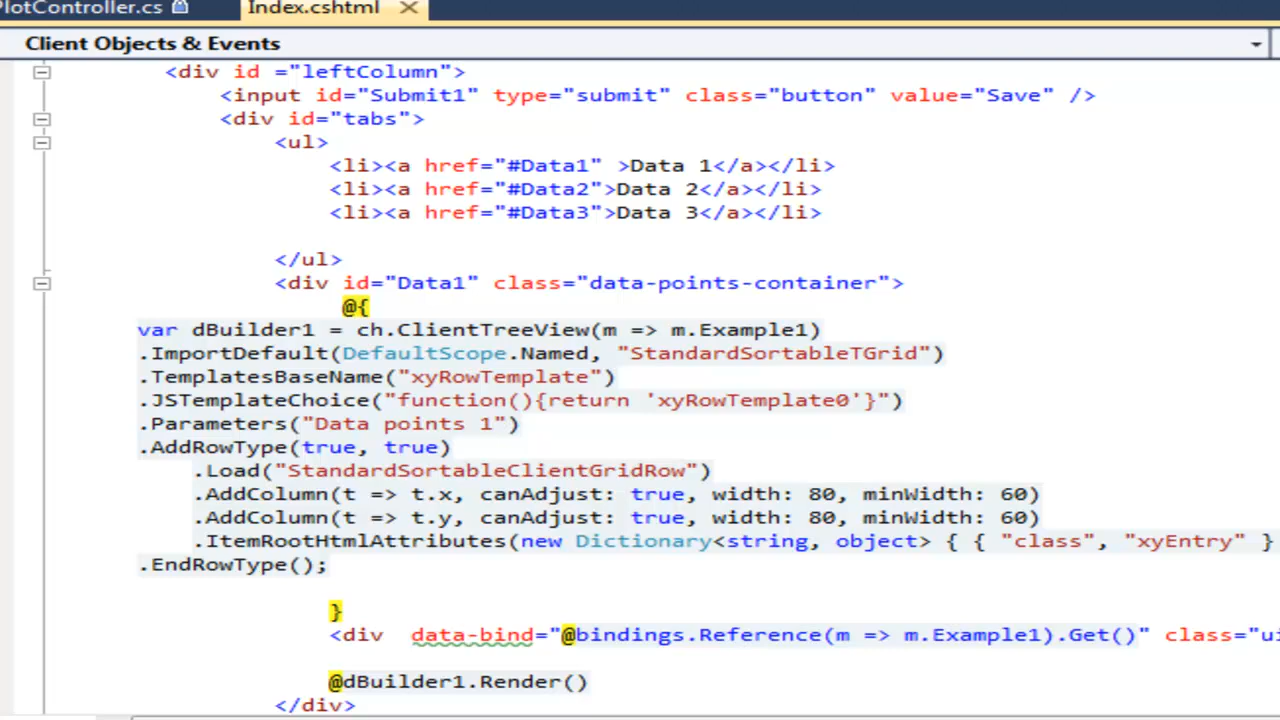 PlotController.cs Index.cshtml
Client Objects & Events
<div id ="leftColumn">
<input id="Submit1" type="submit" class="button" value="Save" />
<div id="tabs">
<ul>
<li><a href="#Data1" >Data 1</a></li>
<li><a href="#Data2">Data 2</a></li>
<li><a href="#Data3">Data 3</a></li>
</ul>
<div id="Data1" class="data-points-container">
@{
var dBuilder1 = ch.ClientTreeView(m => m.Example1)
.ImportDefault(DefaultScope.Named, "StandardSortableTGrid")
.TemplatesBaseName("xyRowTemplate")
.JSTemplateChoice("function(){return 'xyRowTemplate0'}")
.Parameters("Data points 1")
.AddRowType(true, true)
.Load("StandardSortableClientGridRow")
.AddColumn(t => t.x, canAdjust: true, width: 80, minWidth: 60)
.AddColumn(t => t.y, canAdjust: true, width: 80, minWidth: 60)
.ItemRootHtmlAttributes(new Dictionary<string, object> { { "class", "xyEntry" }
.EndRowType();
}
<div data-bind="@bindings.Reference(m => m.Example1).Get()" class="ui
@dBuilder1.Render()
</div>